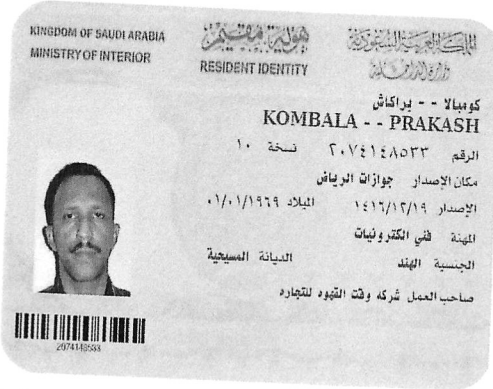 KINGDOM OF SAUDI ARABIA
MINISTRY OF INTERIOR
هوية مقيم
RESIDENT IDENTITY
المملكة العربية السعودية
وزارة الداخلية
كومبالا - - براكاش
KOMBALA - - PRAKASH
الرقم ٢٠٧٤١٤٨٥٣٣ نسخة ١٠
مكان الإصدار جوازات الرياض
الإصدار ١٤١٦/١٢/١٩ الميلاد ٠١/٠١/١٩٦٩
المهنة فني الكترونيات
الجنسية الهند الديانة المسيحية
صاحب العمل شركه وقت القهوه للتجاره